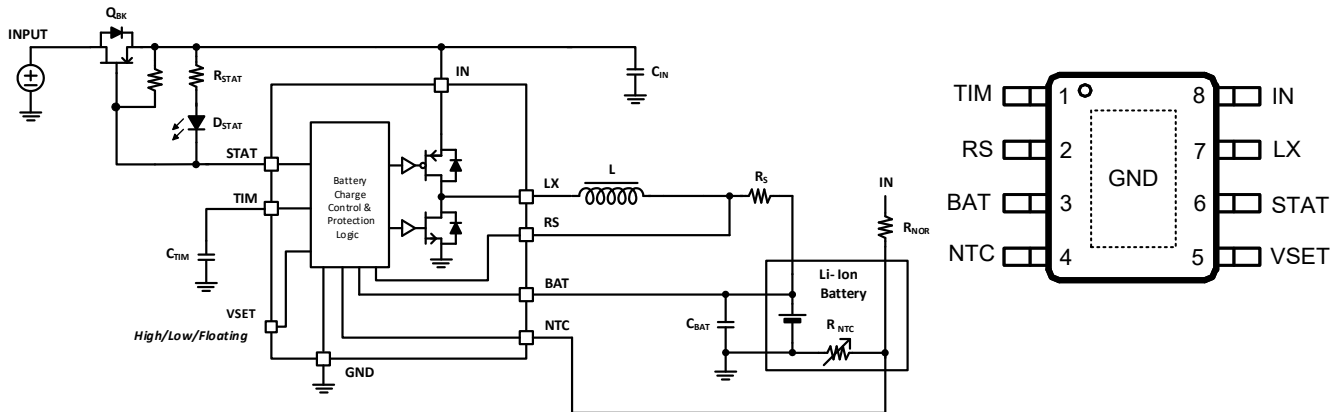 QBK
INPUT
RSTAT
DSTAT
IN
CIN
STAT
TIM
CTIM
VSET
High/Low/Floating
Battery
Charge
Control &
Protection
Logic
GND
LX
L
RS
RS
BAT
NTC
CBAT
IN
RNOR
Li- Ion
Battery
R NTC
TIM 1 8 IN
RS 2 7 LX
GND
BAT 3 6 STAT
NTC 4 5 VSET